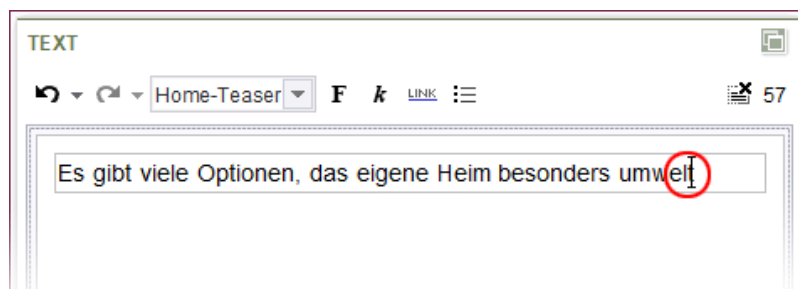 TEXT
Home-Teaser F k LINK 57
Es gibt viele Optionen, das eigene Heim besonders umwelt